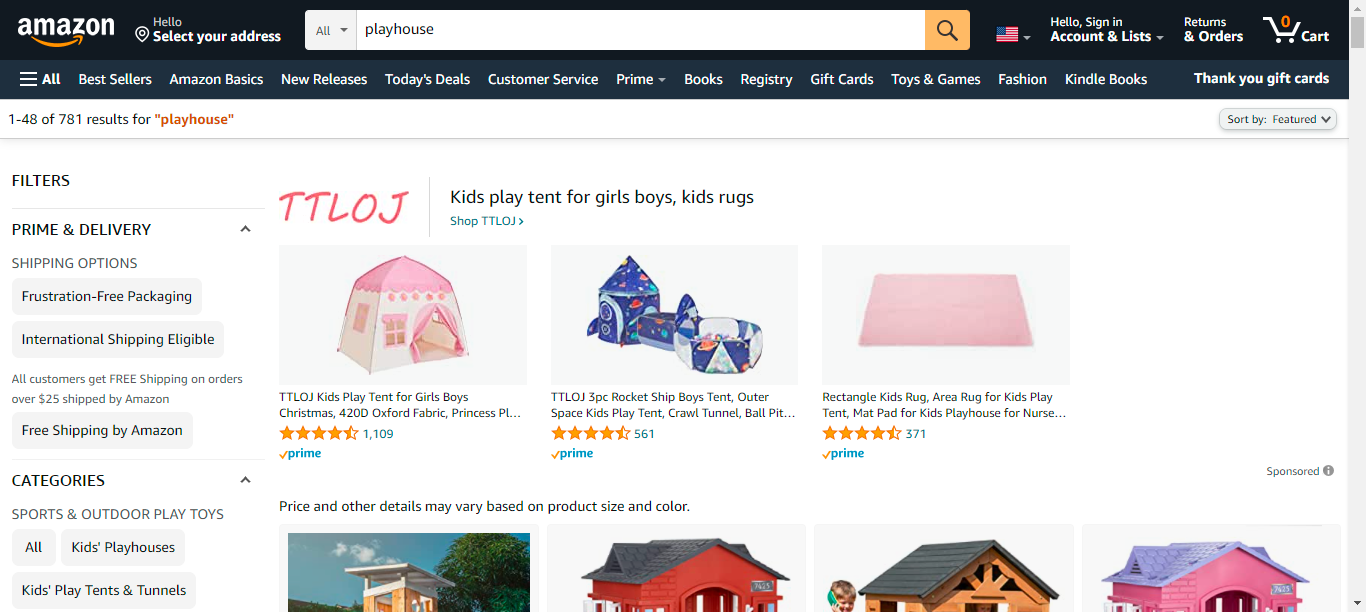 amazon
Hello
Select your address
All
playhouse
Hello, Sign in
Account & Lists
Returns
& Orders
0
Cart
All
Best Sellers
Amazon Basics
New Releases
Today's Deals
Customer Service
Prime
Books
Registry
Gift Cards
Toys & Games
Fashion
Kindle Books
Thank you gift cards
1-48 of 781 results for "playhouse"
Sort by: Featured
FILTERS
PRIME & DELIVERY
SHIPPING OPTIONS
Frustration-Free Packaging
International Shipping Eligible
All customers get FREE Shipping on orders
over $25 shipped by Amazon
Free Shipping by Amazon
CATEGORIES
SPORTS & OUTDOOR PLAY TOYS
All
Kids' Playhouses
Kids' Play Tents & Tunnels
TTLOJ
Kids play tent for girls boys, kids rugs
Shop TTLOJ
TTLOJ Kids Play Tent for Girls Boys
Christmas, 420D Oxford Fabric, Princess Pl…
1,109
prime
TTLOJ 3pc Rocket Ship Boys Tent, Outer
Space Kids Play Tent, Crawl Tunnel, Ball Pit…
561
prime
Rectangle Kids Rug, Area Rug for Kids Play
Tent, Mat Pad for Kids Playhouse for Nurse…
371
prime
Sponsored
Price and other details may vary based on product size and color.
7425
7425